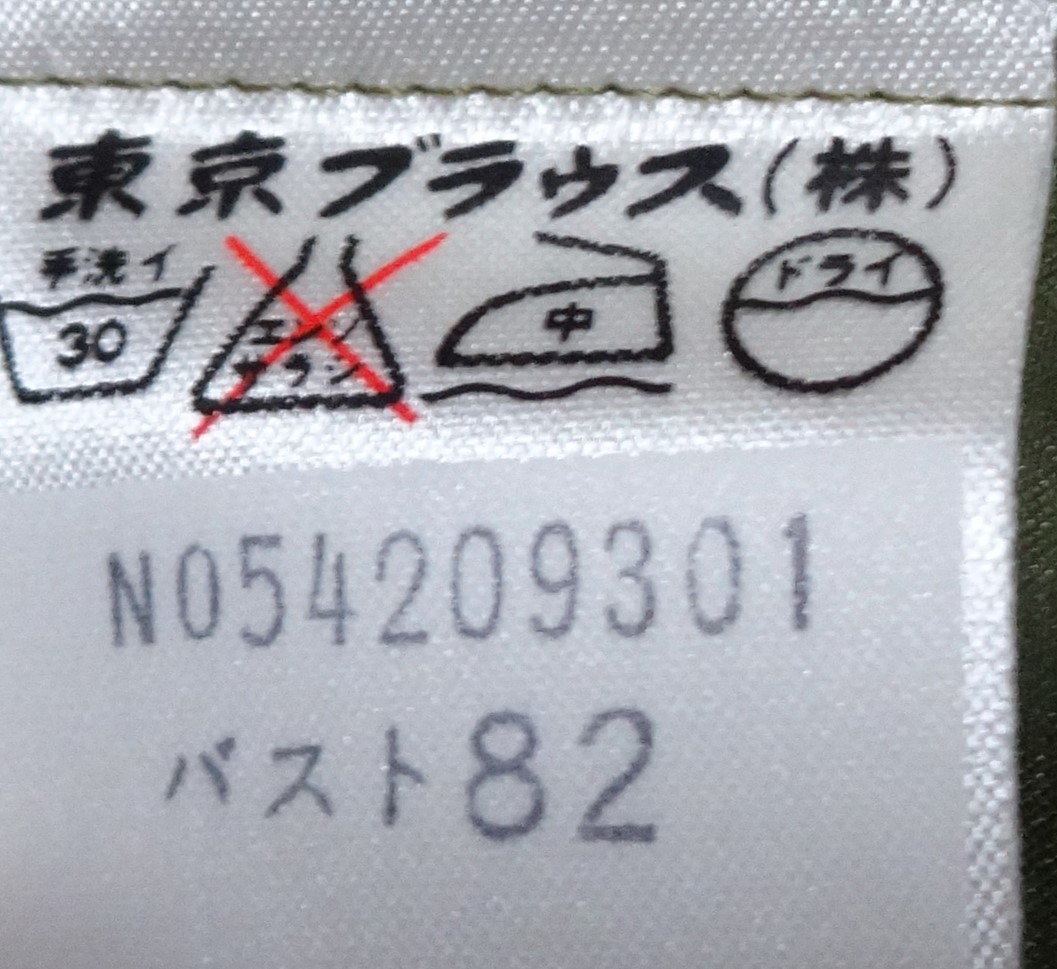 東京ブラウス(株)
手洗イ
30
エンソ
サラシ
中
ドライ
N054209301
バスト82